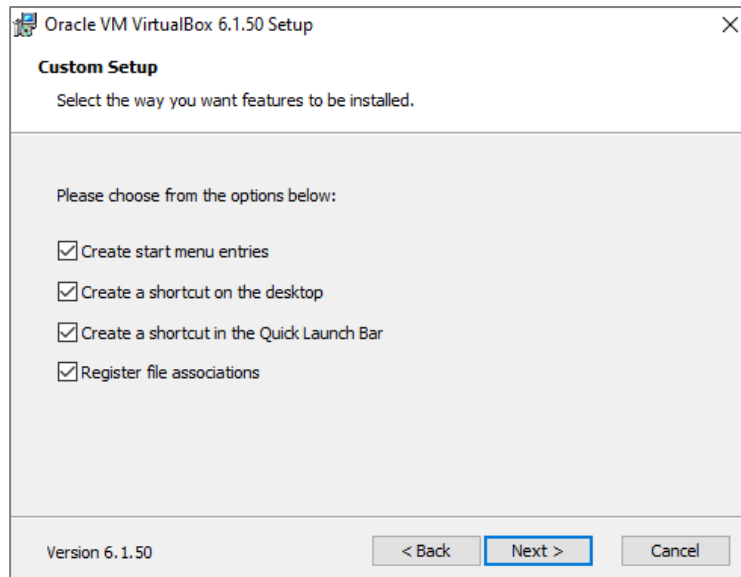 Oracle VM VirtualBox 6.1.50 Setup
Custom Setup
Select the way you want features to be installed.
Please choose from the options below:
Create start menu entries
Create a shortcut on the desktop
Create a shortcut in the Quick Launch Bar
Register file associations
Version 6.1.50
< Back
Next >
Cancel